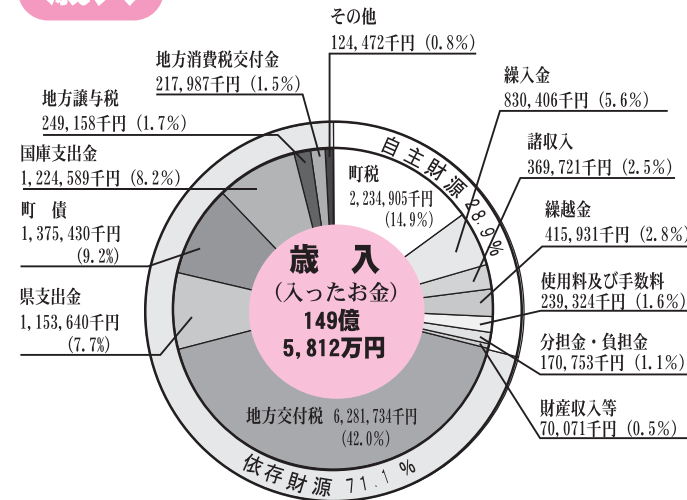 その他
124,472千円 (0.8%)
地方消費税交付金
217,987千円 (1.5%)
地方譲与税
249,158千円 (1.7%)
国庫支出金
1,224,589千円 (8.2%)
町 債
1,375,430千円
(9.2%)
県支出金
1,153,640千円
(7.7%)
繰入金
830,406千円 (5.6%)
諸収入
369,721千円 (2.5%)
繰越金
415,931千円 (2.8%)
使用料及び手数料
239,324千円 (1.6%)
分担金・負担金
170,753千円 (1.1%)
財産収入等
70,071千円 (0.5%)
自主財源 28.9%
町税
2,234,905千円
(14.9%)
歳 入
(入ったお金)
149億
5,812万円
地方交付税 6,281,734千円
(42.0%)
依存財源 71.1%